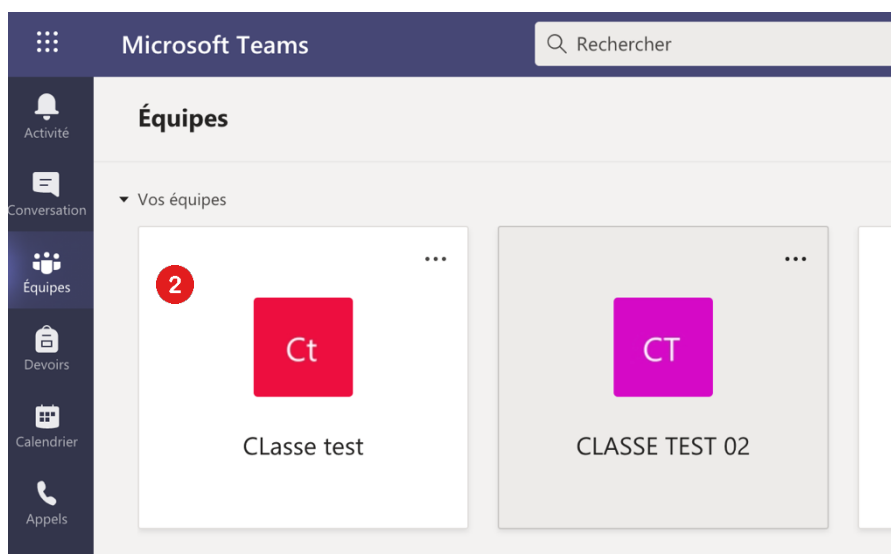 Microsoft Teams
Rechercher
Activité
Équipes
Conversation
Vos équipes
Équipes
2
Ct
CT
Devoirs
CLasse test
CLASSE TEST 02
Calendrier
Appels